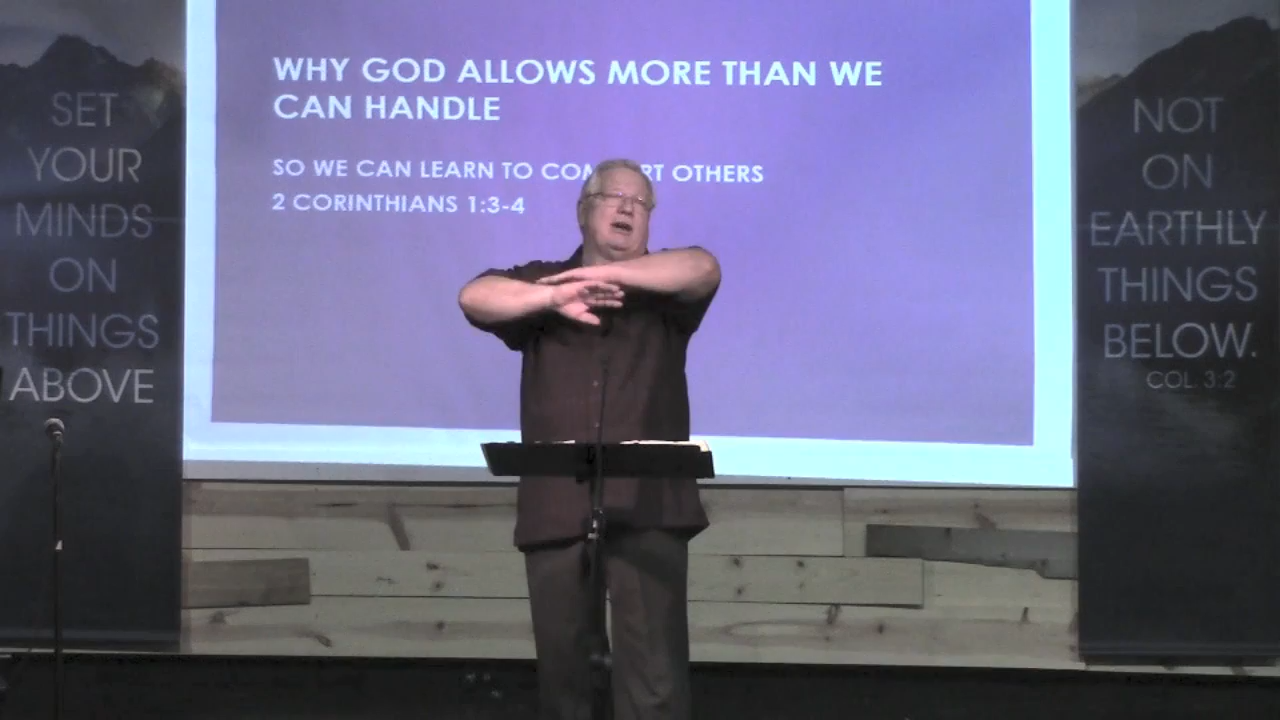 SET
YOUR
MINDS
ON
THINGS
ABOVE
WHY GOD ALLOWS MORE THAN WE
CAN HANDLE
SO WE CAN LEARN TO OTHERS
2 CORINTHIANS 1:3-4
NOT
ON
EARTHLY
THINGS
BELOW.
COL. 3:2